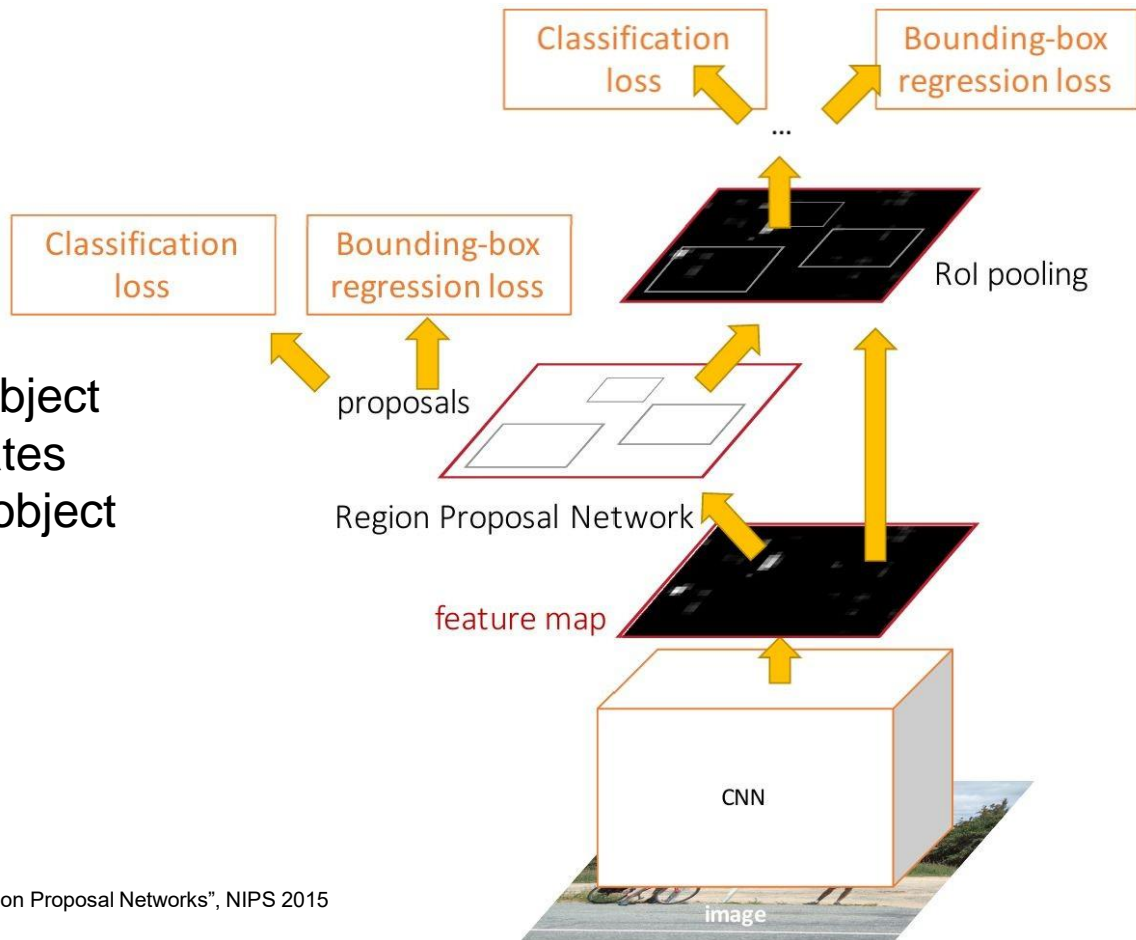 Classification
loss
Bounding-box
regression loss
...
RoI pooling
Classification
loss
Bounding-box
regression loss
bject
proposals
tes
object
Region Proposal Network
feature map
CNN
image
on Proposal Networks”, NIPS 2015